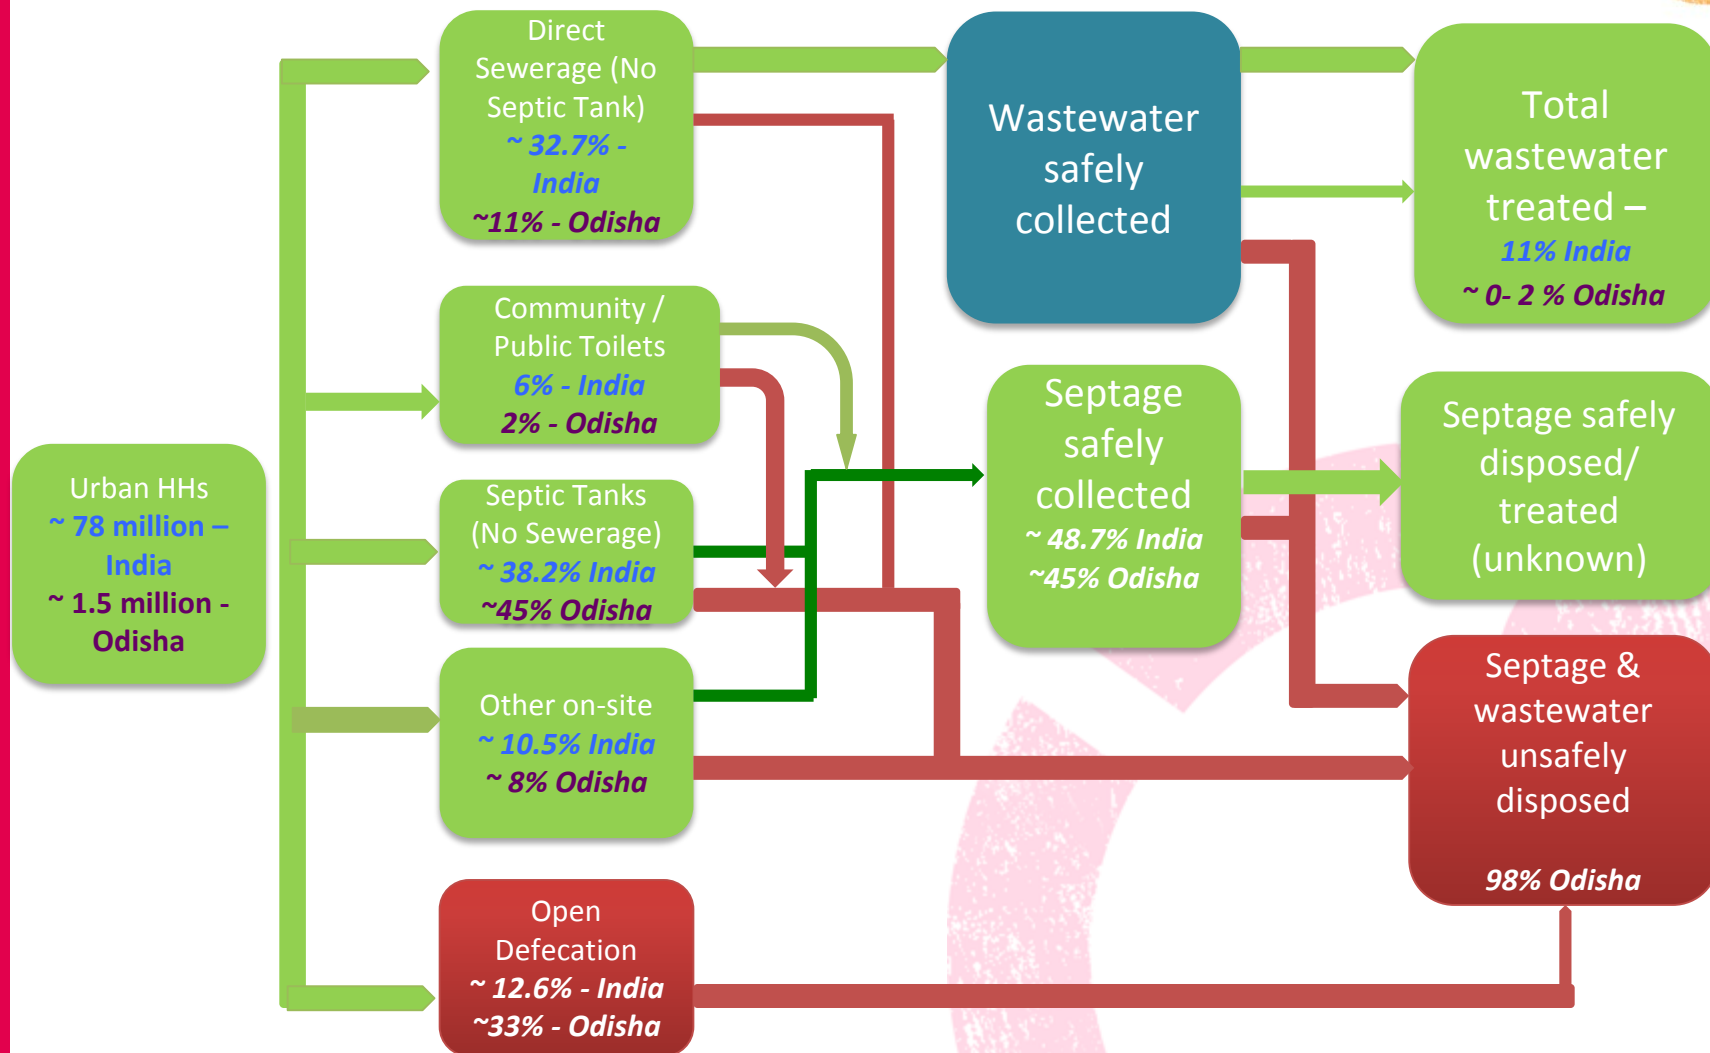 Urban HHs
~ 78 million –
India
~ 1.5 million -
Odisha
Direct
Sewerage (No
Septic Tank)
~ 32.7% -
India
~11% - Odisha
Community /
Public Toilets
6% - India
2% - Odisha
Septic Tanks
(No Sewerage)
~ 38.2% India
~45% Odisha
Other on-site
~ 10.5% India
~ 8% Odisha
Open
Defecation
~ 12.6% - India
~33% - Odisha
Wastewater
safely
collected
Septage
safely
collected
~ 48.7% India
~45% Odisha
Total
wastewater
treated –
11% India
~ 0- 2 % Odisha
Septage safely
disposed/
treated
(unknown)
Septage &
wastewater
unsafely
disposed
98% Odisha